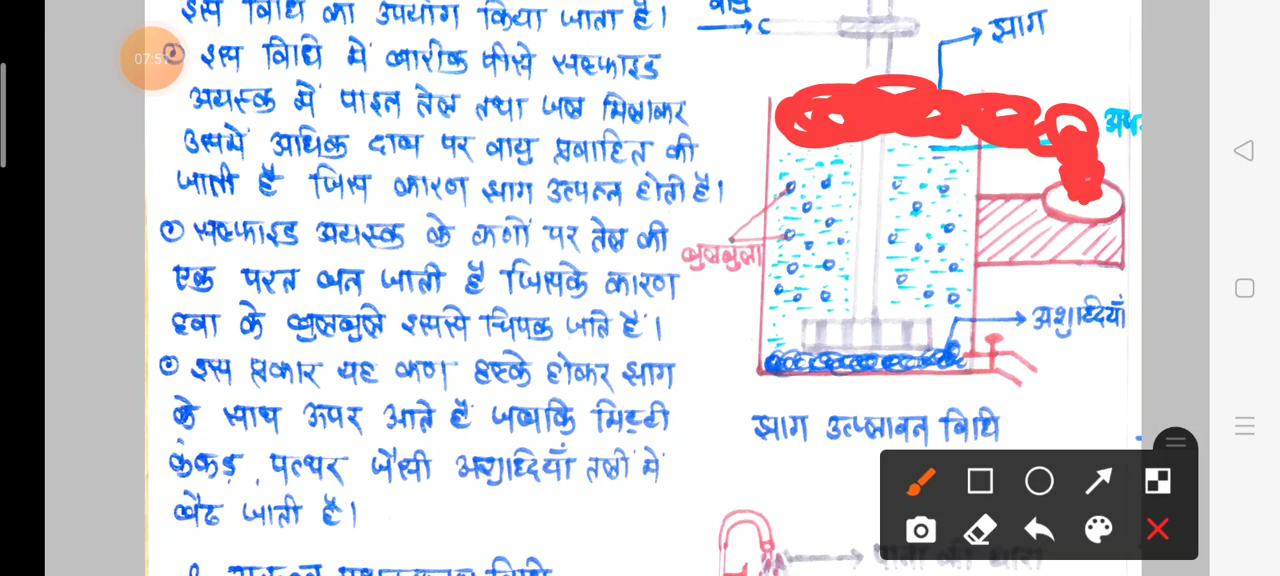 इस विधि का उपयोग किया जाता है।
वायु
झाग
07:51
इस विधि में बारीक पीसे सल्फाइड
अयस्क में पाइन तेल तथा जल मिलाकर
उसमें अधिक दाब पर वायु प्रवाहित की
जाती है जिस कारण झाग उत्पन्न होती है।
सल्फाइड अयस्क के कणों पर तेल की
बुलबुला
एक परत बन जाती है जिसके कारण
हवा के बुलबुले इससे चिपक जाते है।
अशुध्दियाँ
इस प्रकार यह कण हल्के होकर झाग
के साथ ऊपर आते है जबकि मिट्टी
झाग उत्प्लावन विधि
कंकड़, पत्थर जैसी अशुध्दियाँ तली में
बैठ जाती है।